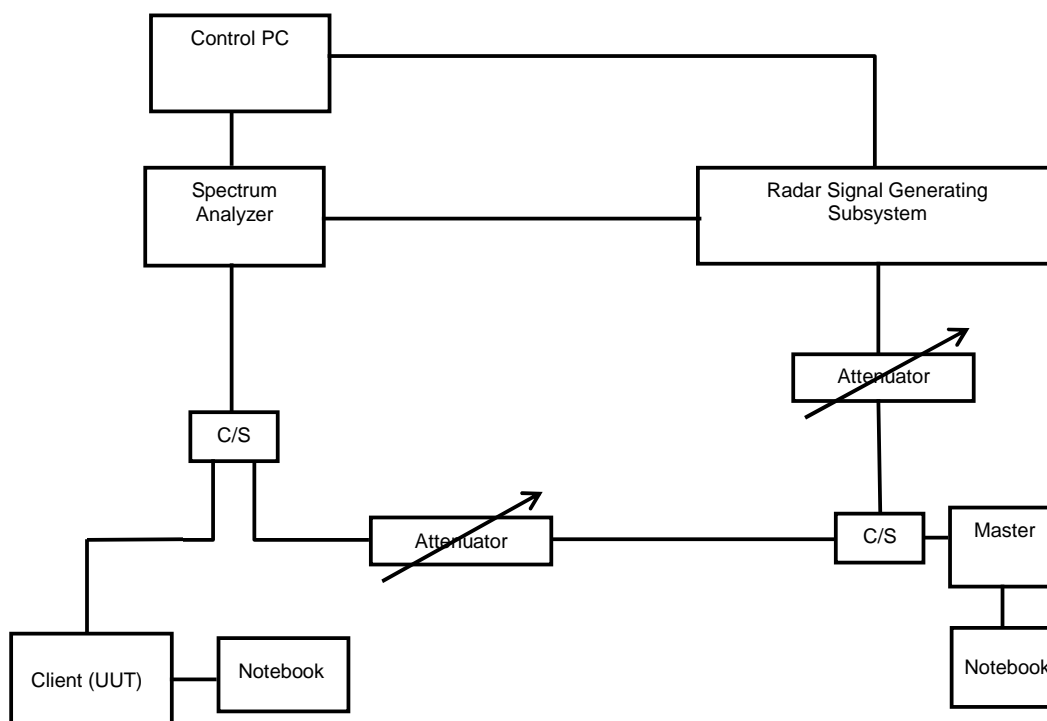 Control PC
Spectrum
Analyzer
Radar Signal Generating
Subsystem
Attenuator
C/S
Attenuator
C/S
Master
Client (UUT)
Notebook
Notebook